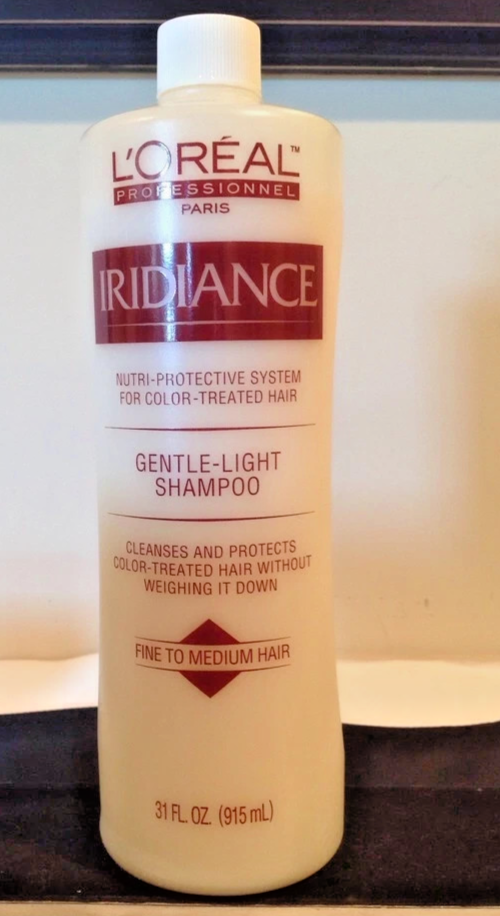 L'ORÉAL™
PROFESSIONNEL
PARIS
IRIDIANCE
NUTRI-PROTECTIVE SYSTEM
FOR COLOR-TREATED HAIR
GENTLE-LIGHT
SHAMPOO
CLEANSES AND PROTECTS
COLOR-TREATED HAIR WITHOUT
WEIGHING IT DOWN
FINE TO MEDIUM HAIR
31 FL. OZ. (915 mL)